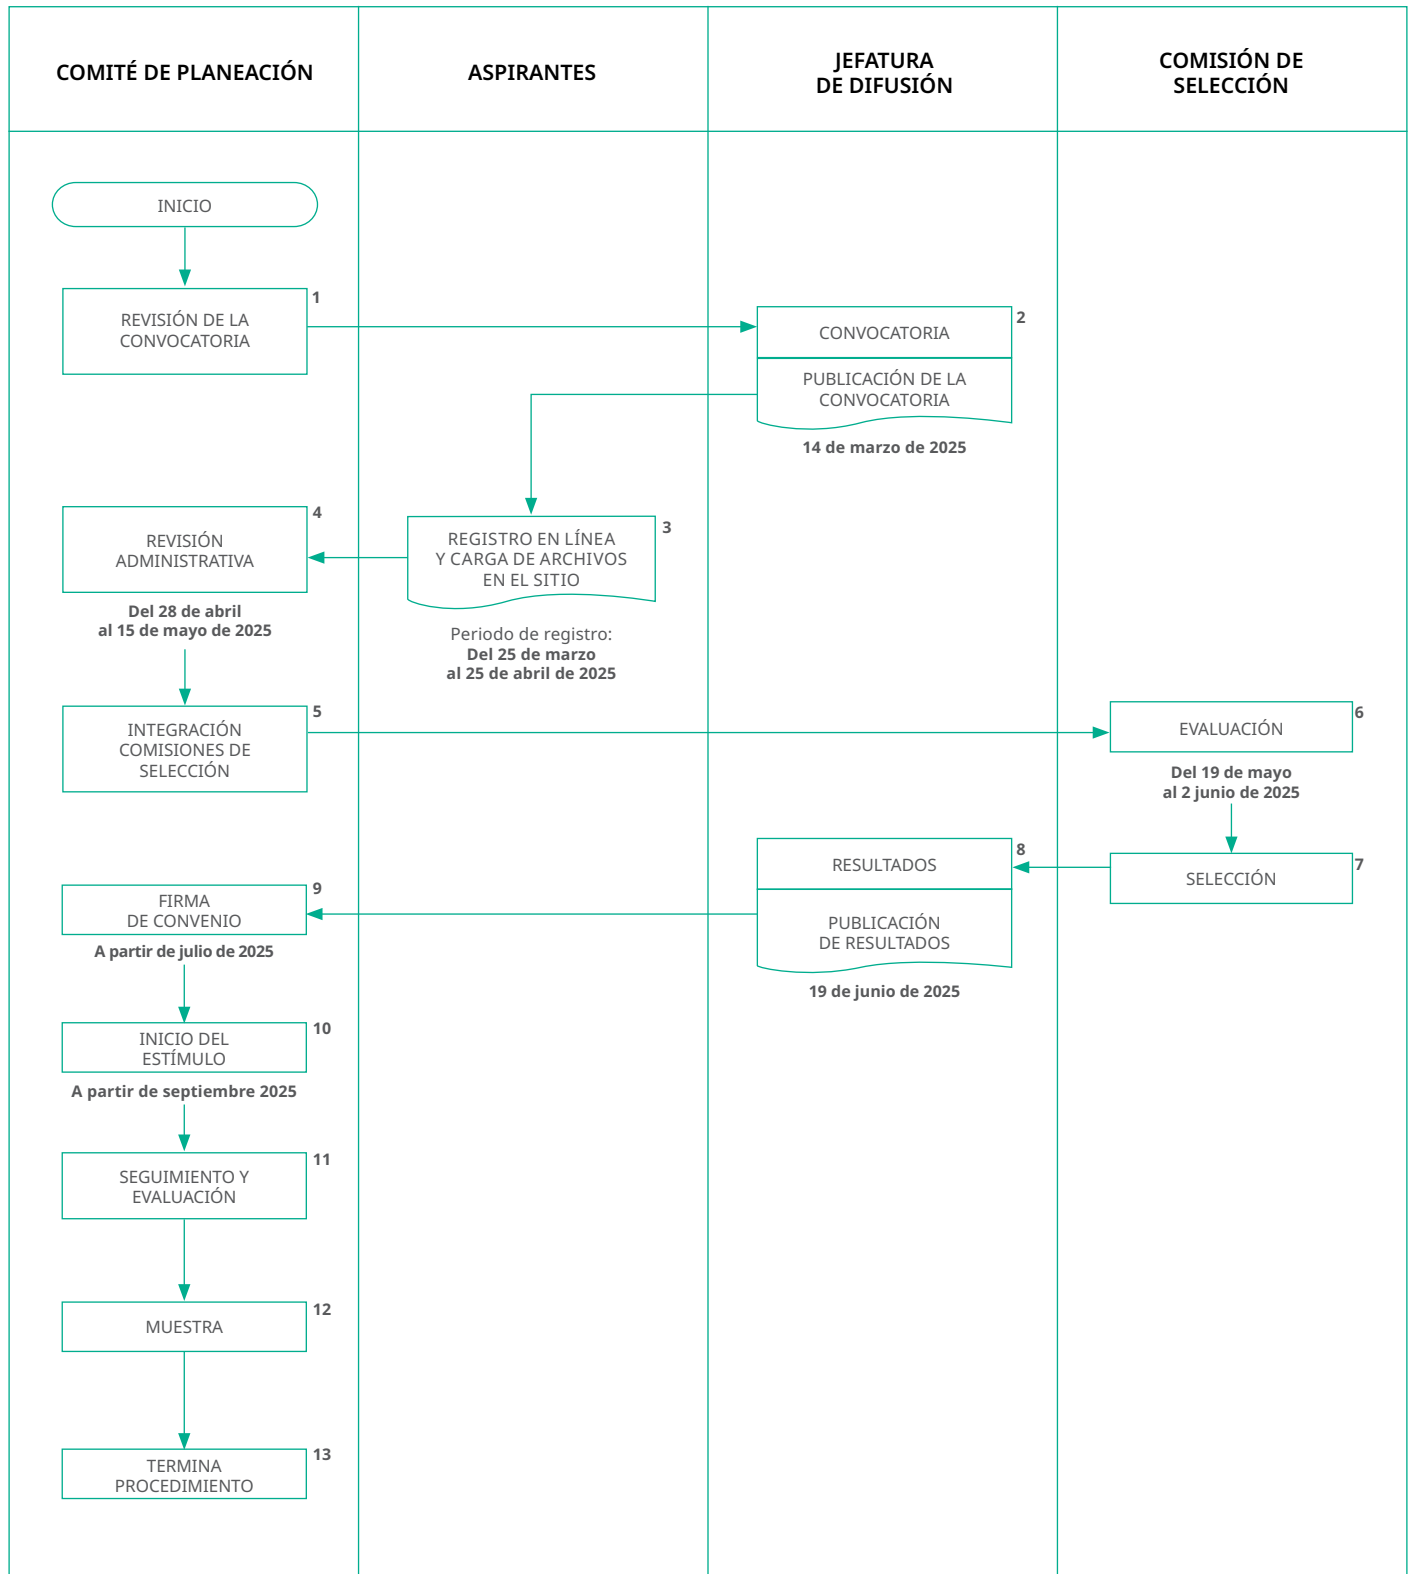 COMITÉ DE PLANEACIÓN
ASPIRANTES
JEFATURA
DE DIFUSIÓN
COMISIÓN DE
SELECCIÓN
INICIO
1
REVISIÓN DE LA
CONVOCATORIA
2
CONVOCATORIA
PUBLICACIÓN DE LA
CONVOCATORIA
14 de marzo de 2025
3
REGISTRO EN LÍNEA
Y CARGA DE ARCHIVOS
EN EL SITIO
Periodo de registro:
Del 25 de marzo
al 25 de abril de 2025
4
REVISIÓN
ADMINISTRATIVA
Del 28 de abril
al 15 de mayo de 2025
5
INTEGRACIÓN
COMISIONES DE
SELECCIÓN
6
EVALUACIÓN
Del 19 de mayo
al 2 junio de 2025
7
SELECCIÓN
8
RESULTADOS
PUBLICACIÓN
DE RESULTADOS
19 de junio de 2025
9
FIRMA
DE CONVENIO
A partir de julio de 2025
10
INICIO DEL
ESTÍMULO
A partir de septiembre 2025
11
SEGUIMIENTO Y
EVALUACIÓN
12
MUESTRA
13
TERMINA
PROCEDIMIENTO